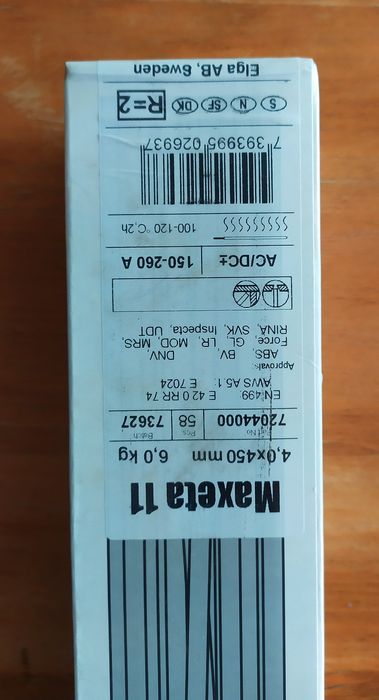 Maxeta 11
4,0x450 mm 6,0 kg
Part No Pcs Batch
72044000 58 73627
EN 499: E 42 0 RR 74
AWS A5.1: E 7024
Approvals:
ABS, BV, DNV,
Force, GL, LR, MOD, MRS,
RINA, SVK, Inspecta, UDT
AC/DC± 150-260 A
100-120 °C, 2h
7 393995 026937
S N SF DK R=2
Elga AB, Sweden